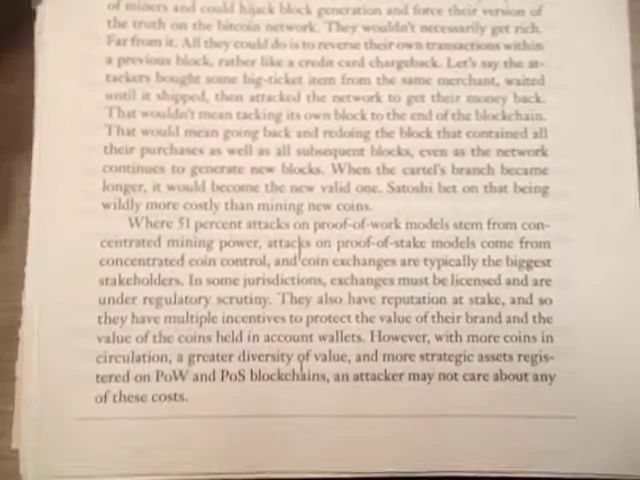 of miners and could hijack block generation and force their version of
the truth on the bitcoin network. They wouldn't necessarily get rich.
Far from it. All they could do is to reverse their own transactions within
a previous block, rather like a credit card chargeback. Let's say the at-
tackers bought some big-ticket item from the same merchant, waited
until it shipped, then attacked the network to get their money back.
That wouldn't mean tacking its own block to the end of the blockchain.
That would mean going back and redoing the block that contained all
their purchases as well as all subsequent blocks, even as the network
continues to generate new blocks. When the cartel's branch became
longer, it would become the new valid one. Satoshi bet on that being
wildly more costly than mining new coins.
Where 51 percent attacks on proof-of-work models stem from con-
centrated mining power, attacks on proof-of-stake models come from
concentrated coin control, and coin exchanges are typically the biggest
stakeholders. In some jurisdictions, exchanges must be licensed and are
under regulatory scrutiny. They also have reputation at stake, and so
they have multiple incentives to protect the value of their brand and the
value of the coins held in account wallets. However, with more coins in
circulation, a greater diversity of value, and more strategic assets regis-
tered on PoW and PoS blockchains, an attacker may not care about any
of these costs.